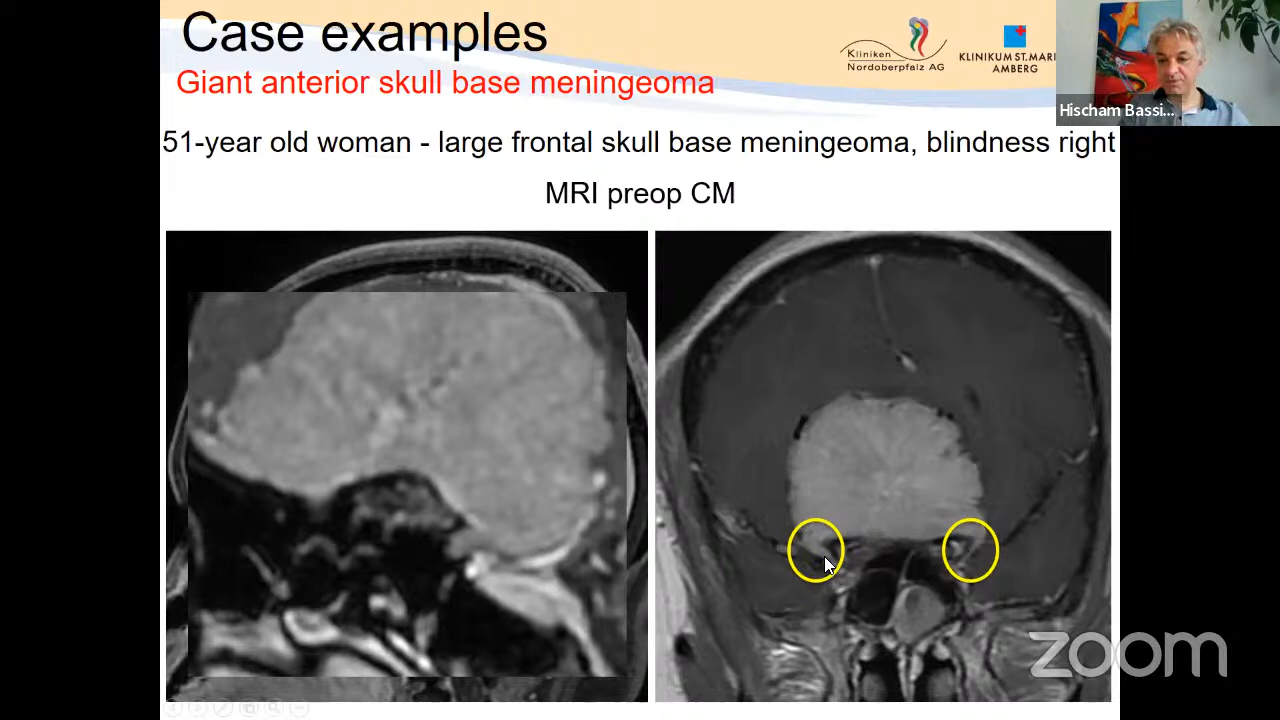 Case examples
Giant anterior skull base meningeoma
Kliniken
Nordoberpfalz AG
KLINIKUM ST.MARI
AMBERG
Hischam Bassi...
51-year old woman - large frontal skull base meningeoma, blindness right
MRI preop CM
zoom